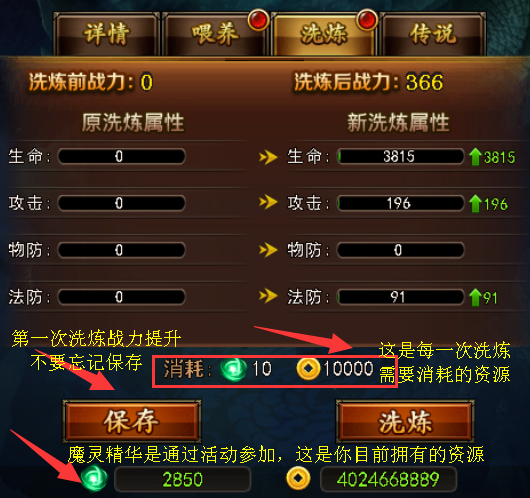 详情 喂养 洗炼 传说
洗炼前战力：0 洗炼后战力：366
原洗炼属性 新洗炼属性
生命： 0 生命： 3815 3815
攻击： 0 攻击： 196 196
物防： 0 物防： 0
法防： 0 法防： 91 91
第一次洗炼战力提升
不要忘记保存
这是每一次洗炼
需要消耗的资源
消耗： 10 10000
保存 洗炼
魔灵精华是通过活动参加，这是你目前拥有的资源
2850 4024668889